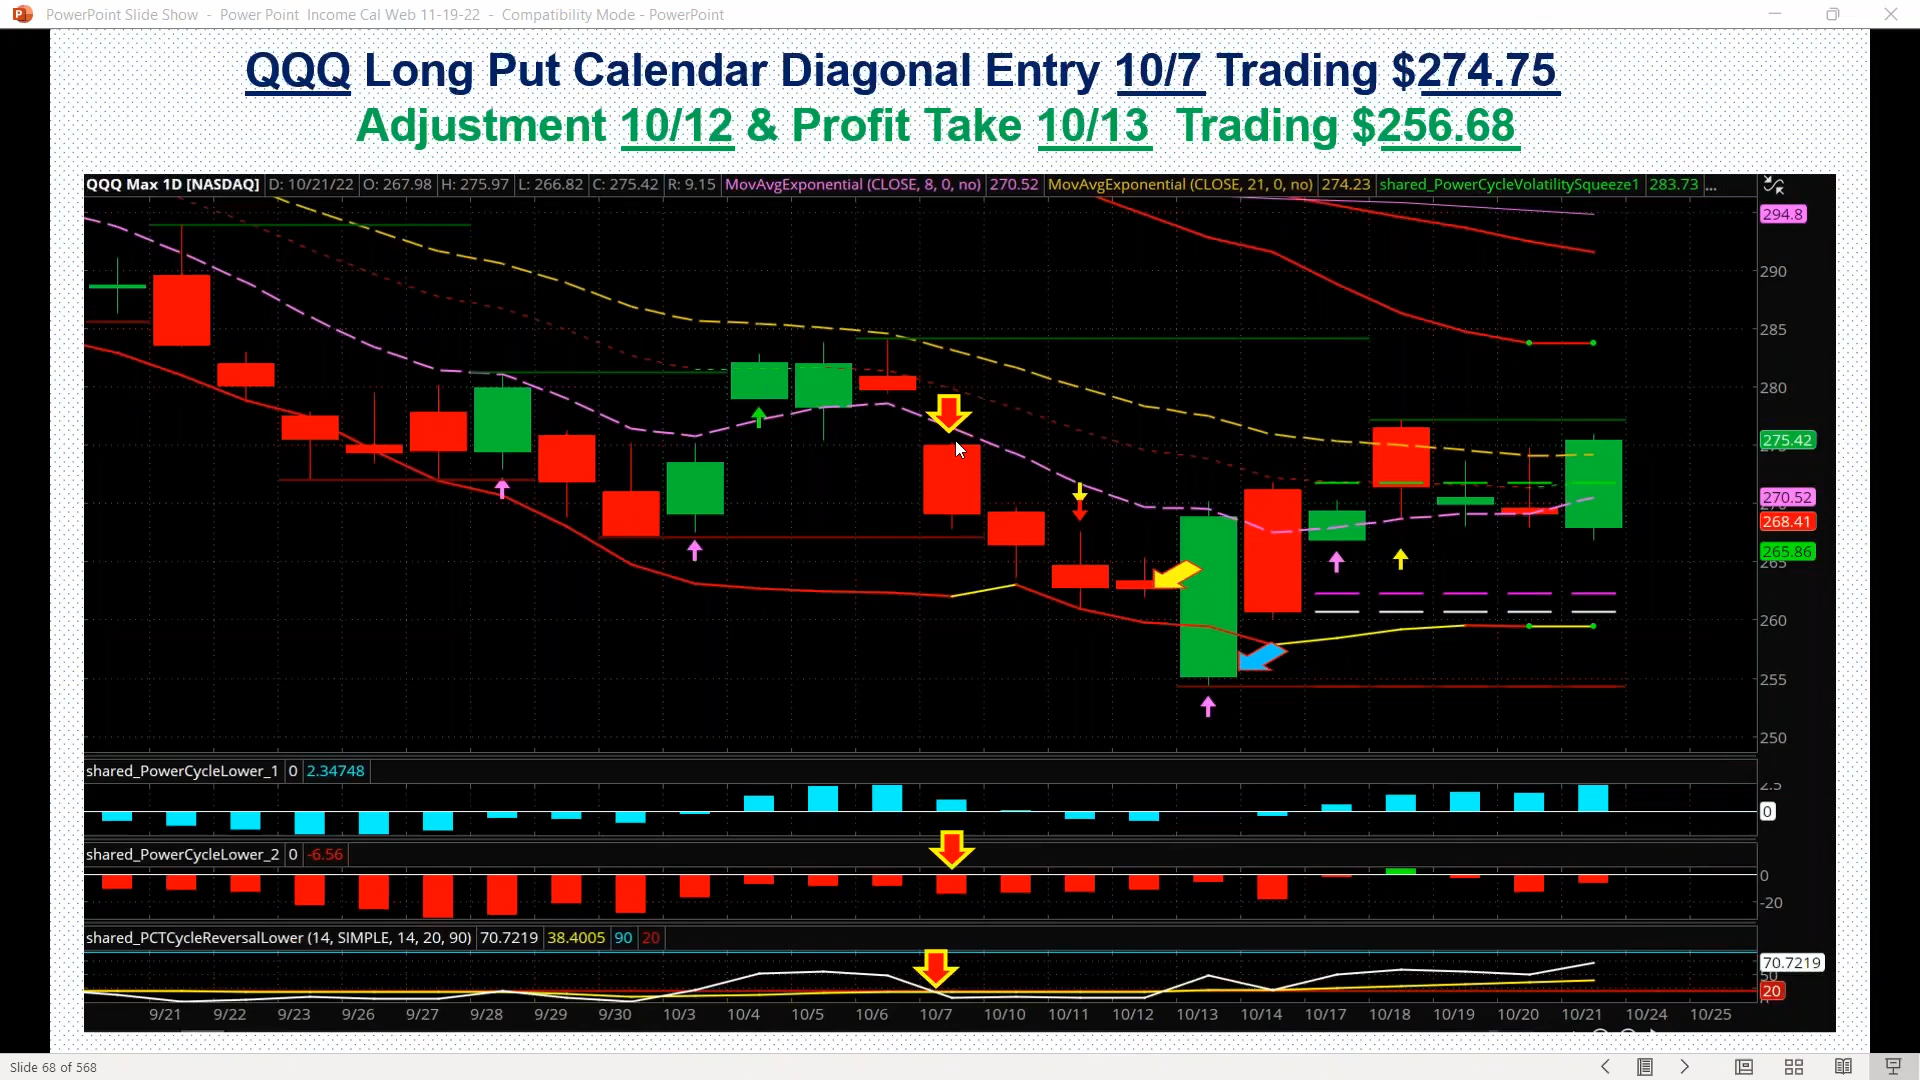 PowerPoint Slide Show - Power Point Income Cal Web 11-19-22 - Compatibility Mode - PowerPoint
QQQ Long Put Calendar Diagonal Entry 10/7 Trading $274.75
Adjustment 10/12 & Profit Take 10/13 Trading $256.68
QQQ Max 1D [NASDAQ] D: 10/21/22 O: 267.98 H: 275.97 L: 266.82 C: 275.42 R: 9.15 MovAvgExponential (CLOSE, 8, 0, no) 270.52 MovAvgExponential (CLOSE, 21, 0, no) 274.23 shared_PowerCycleVolatilitySqueeze1 283.73 ...
294.8
290
285
280
275.42
270.52
268.41
265.86
265
260
255
250
shared_PowerCycleLower_1 0 2.34748
2.5
0
shared_PowerCycleLower_2 0 -6.56
0
-20
shared_PCTCycleReversalLower (14, SIMPLE, 14, 20, 90) 70.7219 38.4005 90 20
70.7219
50
20
9/21 9/22 9/23 9/26 9/27 9/28 9/29 9/30 10/3 10/4 10/5 10/6 10/7 10/10 10/11 10/12 10/13 10/14 10/17 10/18 10/19 10/20 10/21 10/24 10/25
Slide 68 of 568